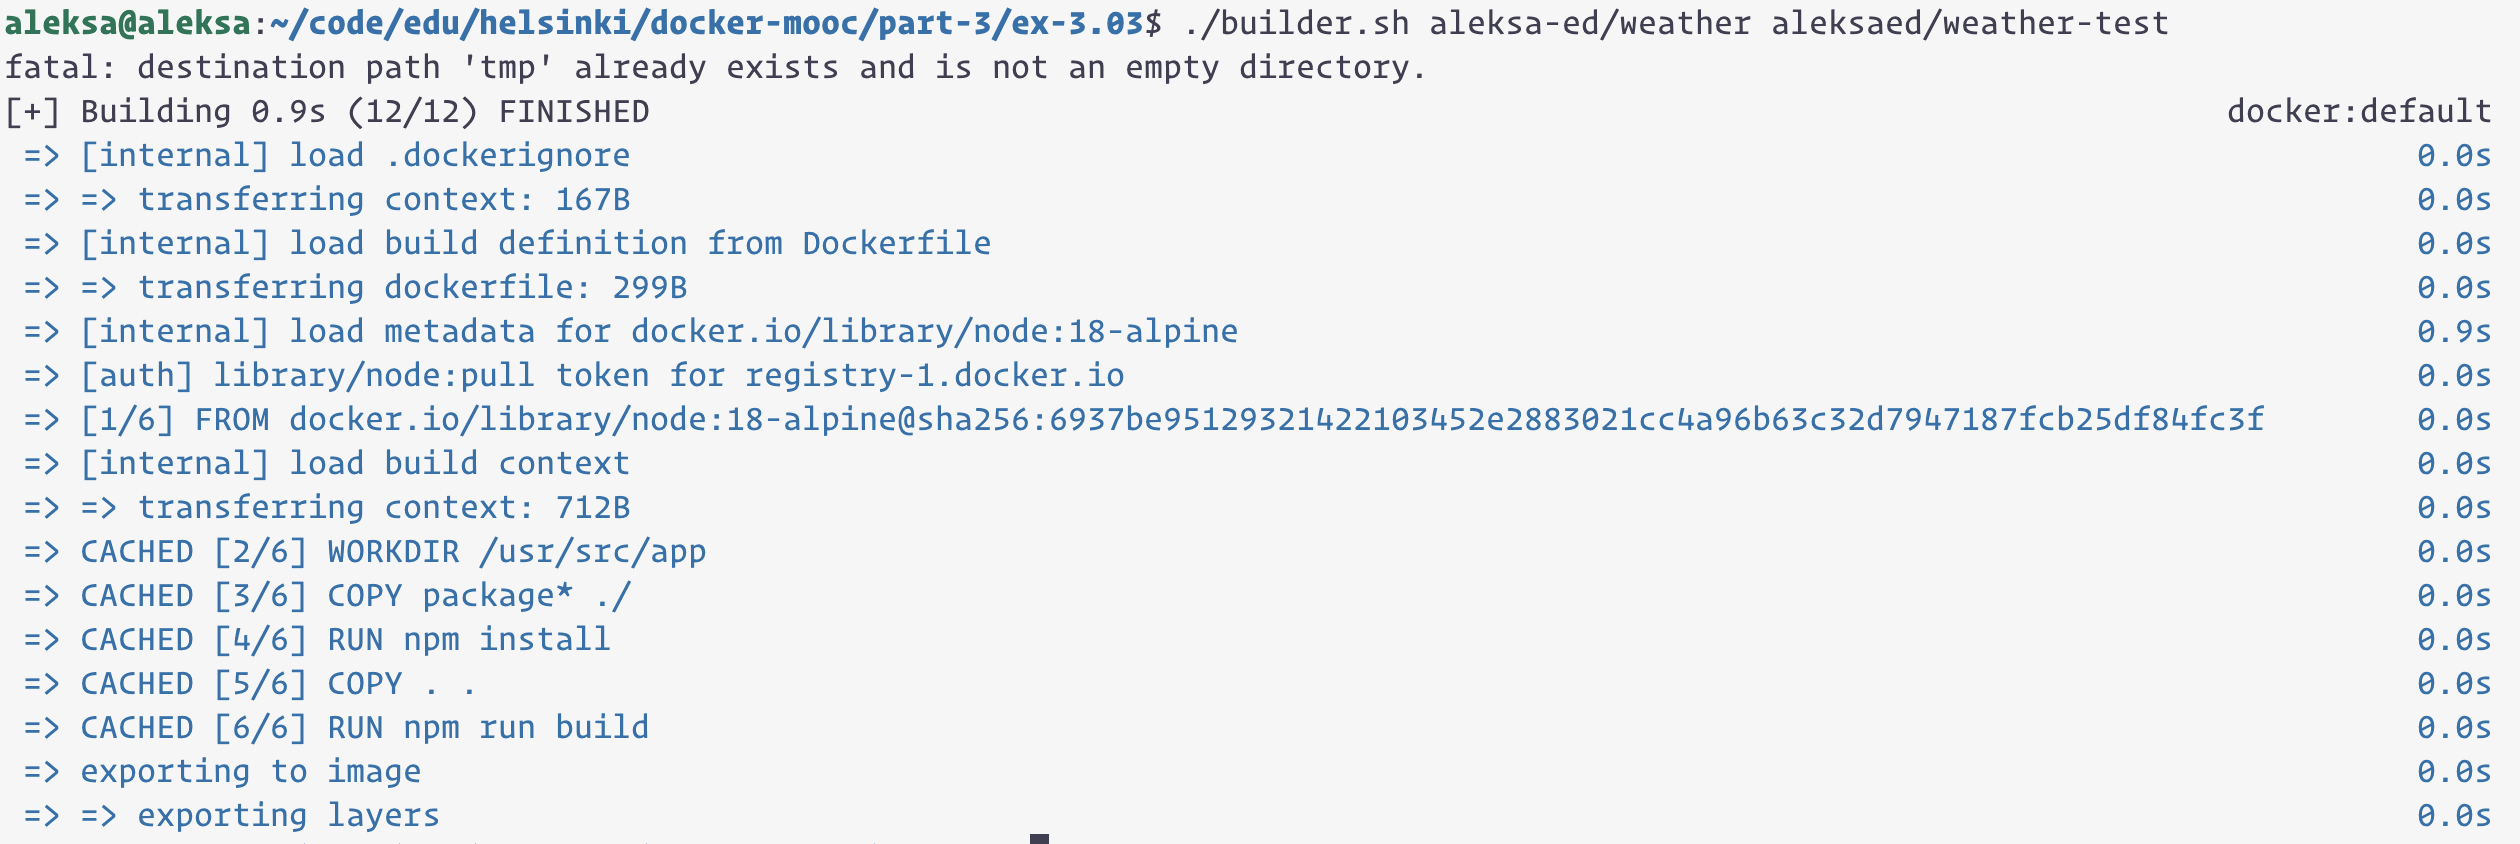 aleksa@aleksa:~/code/edu/helsinki/docker-mooc/part-3/ex-3.03$ ./builder.sh aleksa-ed/weather aleksaed/weather-test
fatal: destination path 'tmp' already exists and is not an empty directory.
[+] Building 0.9s (12/12) FINISHED docker:default
=> [internal] load .dockerignore 0.0s
=> => transferring context: 167B 0.0s
=> [internal] load build definition from Dockerfile 0.0s
=> => transferring dockerfile: 299B 0.0s
=> [internal] load metadata for docker.io/library/node:18-alpine 0.9s
=> [auth] library/node:pull token for registry-1.docker.io 0.0s
=> [1/6] FROM docker.io/library/node:18-alpine@sha256:6937be95129321422103452e2883021cc4a96b63c32d7947187fcb25df84fc3f 0.0s
=> [internal] load build context 0.0s
=> => transferring context: 712B 0.0s
=> CACHED [2/6] WORKDIR /usr/src/app 0.0s
=> CACHED [3/6] COPY package* ./ 0.0s
=> CACHED [4/6] RUN npm install 0.0s
=> CACHED [5/6] COPY . . 0.0s
=> CACHED [6/6] RUN npm run build 0.0s
=> exporting to image 0.0s
=> => exporting layers 0.0s